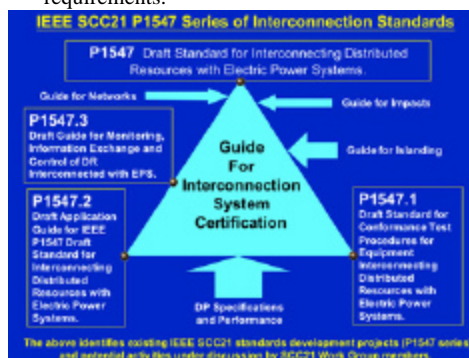 requirements.
IEEE SCC21 P1547 Series of Interconnection Standards
P1547 Draft Standard for Interconnecting Distributed
Resources with Electric Power Systems.
Guide for Networks
Guide for Impacts
P1547.3
Draft Guide for Monitoring,
Information Exchange and
Control of DR
Interconnected with EPS.
Guide for Islanding
Guide
For
Interconnection
System
Certification
P1547.2
Draft Application
Guide for IEEE
P1547 Draft
Standard for
Interconnecting
Distributed
Resources with
Electric Power
Systems.
P1547.1
Draft Standard for
Conformance Test
Procedures for
Equipment
Interconnecting
Distributed
Resources with
Electric Power
Systems.
DP Specifications
and Performance
The above identifies existing IEEE SCC21 standards development projects (P1547 series)
and potential activities under discussion by SCC21 Work Group members